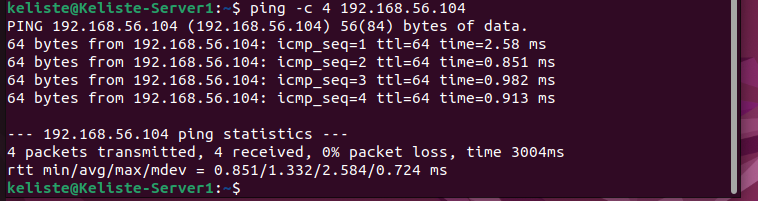 keliste@Keliste-Server1:~$ ping -c 4 192.168.56.104
PING 192.168.56.104 (192.168.56.104) 56(84) bytes of data.
64 bytes from 192.168.56.104: icmp_seq=1 ttl=64 time=2.58 ms
64 bytes from 192.168.56.104: icmp_seq=2 ttl=64 time=0.851 ms
64 bytes from 192.168.56.104: icmp_seq=3 ttl=64 time=0.982 ms
64 bytes from 192.168.56.104: icmp_seq=4 ttl=64 time=0.913 ms
--- 192.168.56.104 ping statistics ---
4 packets transmitted, 4 received, 0% packet loss, time 3004ms
rtt min/avg/max/mdev = 0.851/1.332/2.584/0.724 ms
keliste@Keliste-Server1:~$